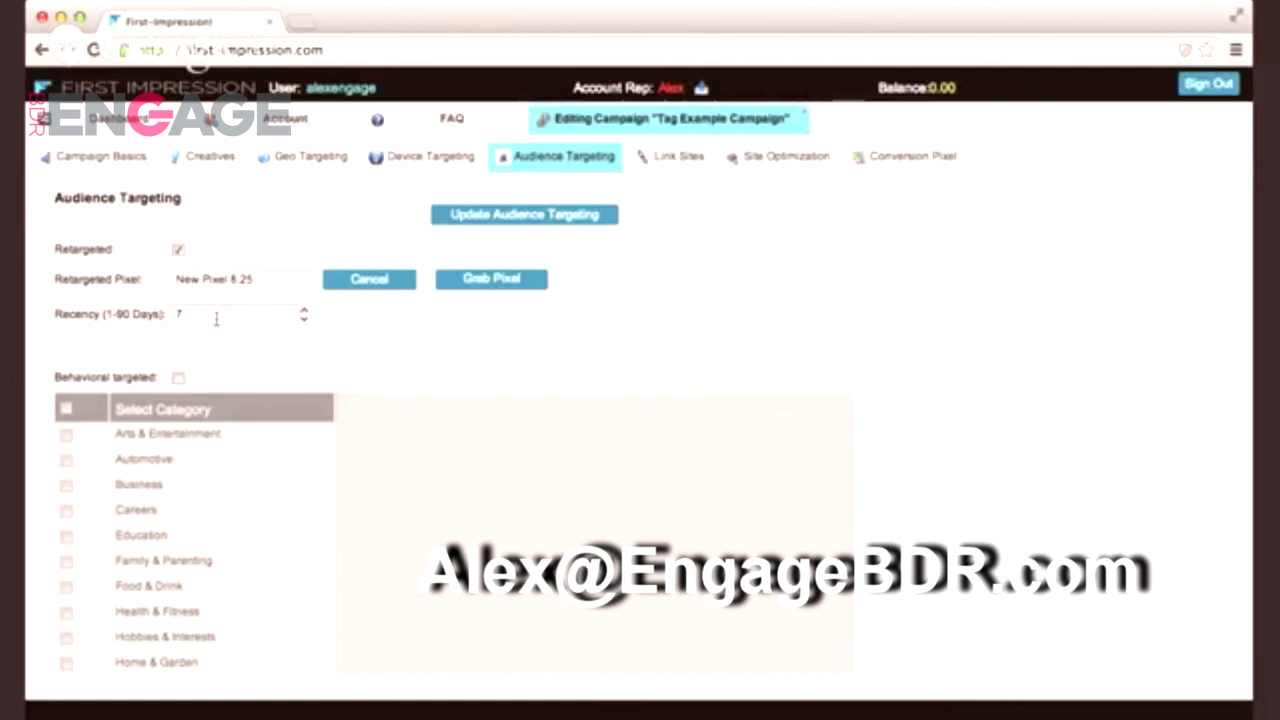 First-Impression!
first-impression.com
FIRST IMPRESSION User: alexengage Account Rep: Alex Balance:0.00 Sign Out
BDR ENGAGE
Dashboard Account FAQ Editing Campaign "Tag Example Campaign"
Campaign Basics Creatives Geo Targeting Device Targeting Audience Targeting Link Sites Site Optimization Conversion Pixel
Audience Targeting
Update Audience Targeting
Retargeted:
Retargeted Pixel: New Pixel 8.25 Cancel Grab Pixel
Recency (1-90 Days): 7
Behavioral targeted:
Select Category
Arts & Entertainment
Automotive
Business
Careers
Education
Family & Parenting
Food & Drink
Health & Fitness
Hobbies & Interests
Home & Garden
Alex@EngageBDR.com